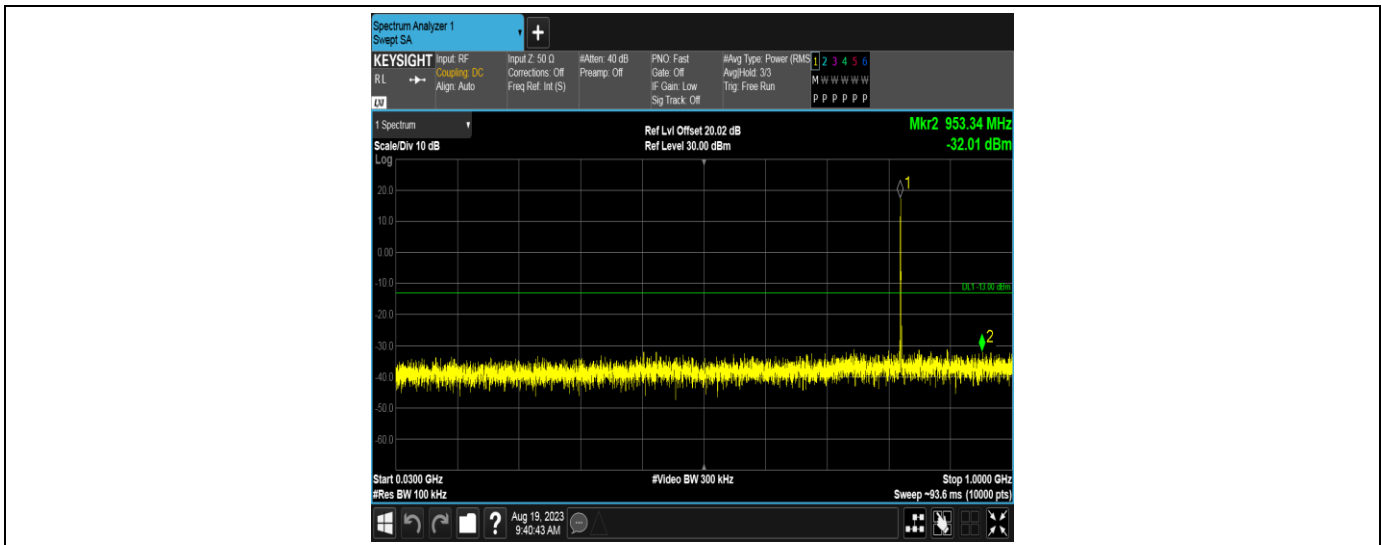 Spectrum Analyzer 1
Swept SA
+
KEYSIGHT
RL
LXI
Input: RF
Coupling: DC
Align: Auto
Input Z: 50 Ω
Corrections: Off
Freq Ref: Int (S)
#Atten: 40 dB
Preamp: Off
PNO: Fast
Gate: Off
IF Gain: Low
Sig Track: Off
#Avg Type: Power (RMS
Avg|Hold: 3/3
Trig: Free Run
1 2 3 4 5 6
M W W W W W
P P P P P P
1 Spectrum
Scale/Div 10 dB
Log
Ref Lvl Offset 20.02 dB
Ref Level 30.00 dBm
Mkr2 953.34 MHz
-32.01 dBm
1
20.0
10.0
0.00
-10.0
DL1 -13.00 dBm
-20.0
2
-30.0
-40.0
-50.0
-60.0
Start 0.0300 GHz
#Video BW 300 kHz
Stop 1.0000 GHz
#Res BW 100 kHz
Sweep ~93.6 ms (10000 pts)
?
Aug 19, 2023
9:40:43 AM